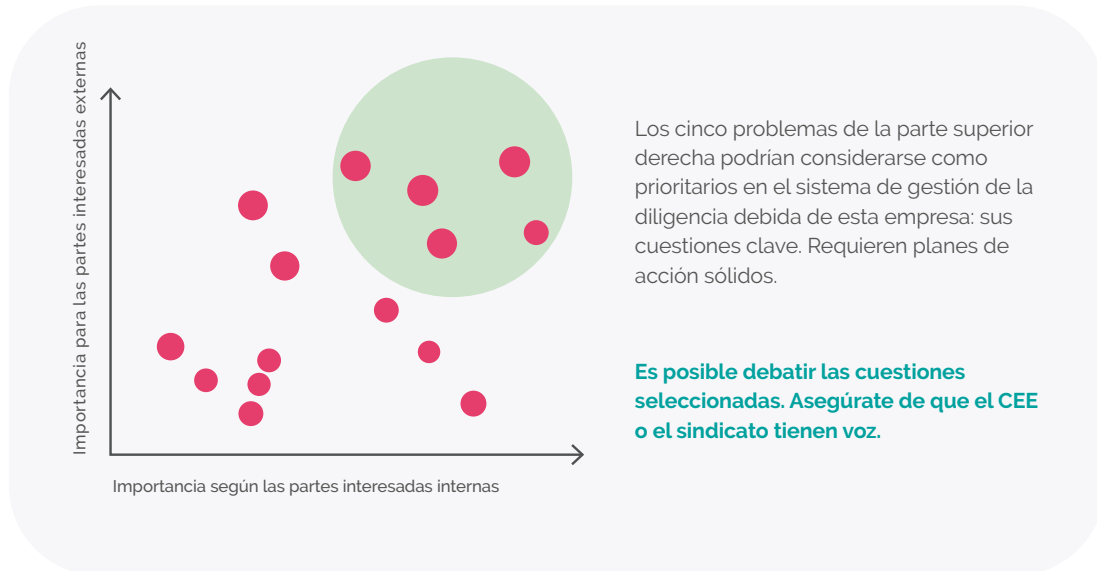 Importancia para las partes interesadas externas
Importancia según las partes interesadas internas
Los cinco problemas de la parte superior
derecha podrían considerarse como
prioritarios en el sistema de gestión de la
diligencia debida de esta empresa: sus
cuestiones clave. Requieren planes de
acción sólidos.
Es posible debatir las cuestiones
seleccionadas. Asegúrate de que el CEE
o el sindicato tienen voz.